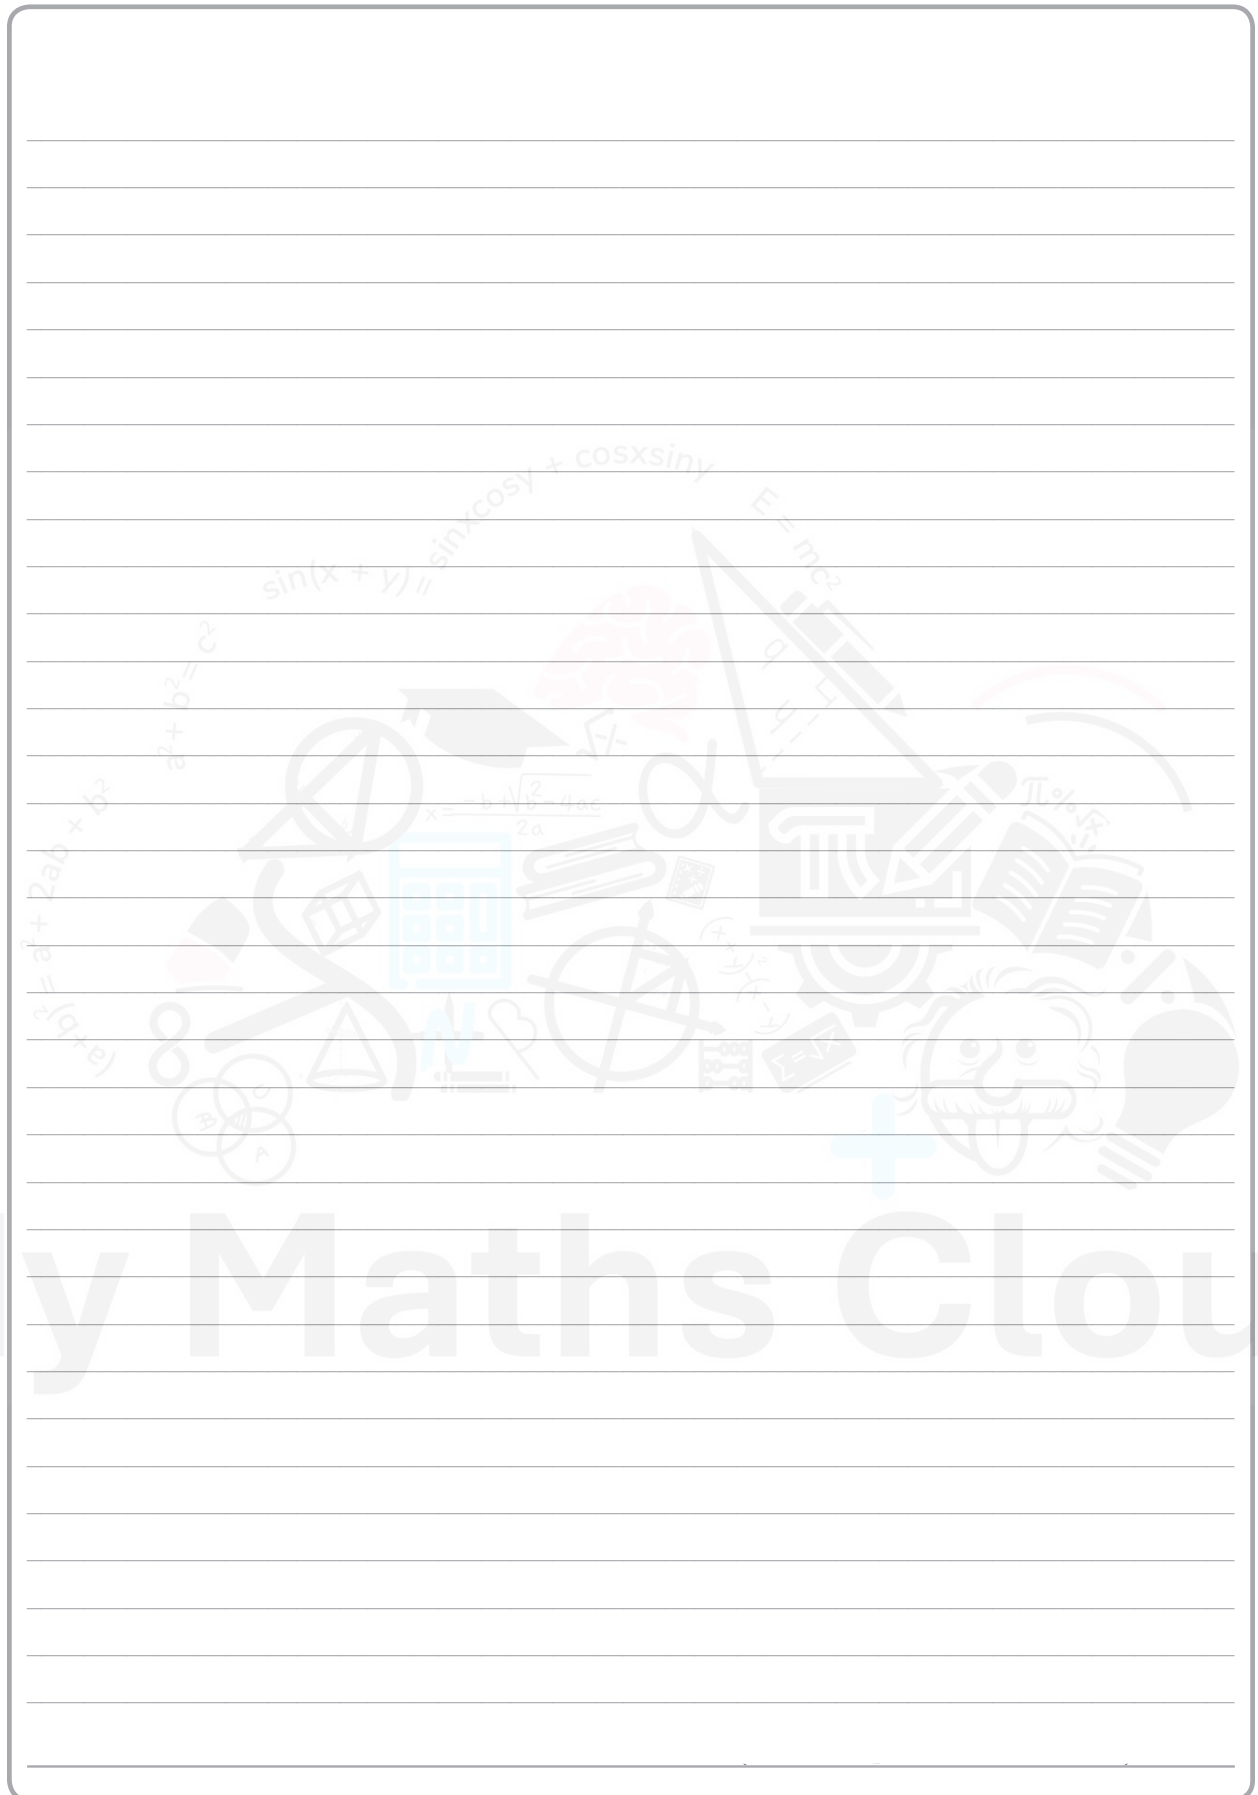 sin(x + y) = sinxcosy + cosxsiny
E = mc²
a² + b² = c²
(a+b)² = a² + 2ab + b²
x = -b+√b²-4ac
2a
α
π%√x
π
N
B
C
A
y Maths Clou